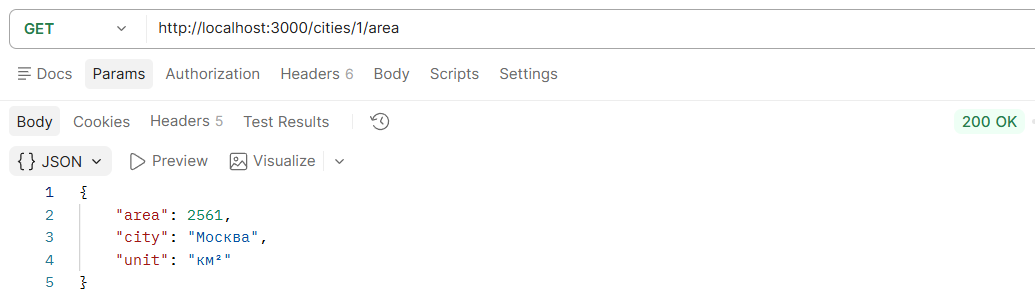 GET http://localhost:3000/cities/1/area
Docs Params Authorization Headers 6 Body Scripts Settings
Body Cookies Headers 5 Test Results 200 OK
{} JSON Preview Visualize
1 {
2 "area": 2561,
3 "city": "Москва",
4 "unit": "км²"
5 }